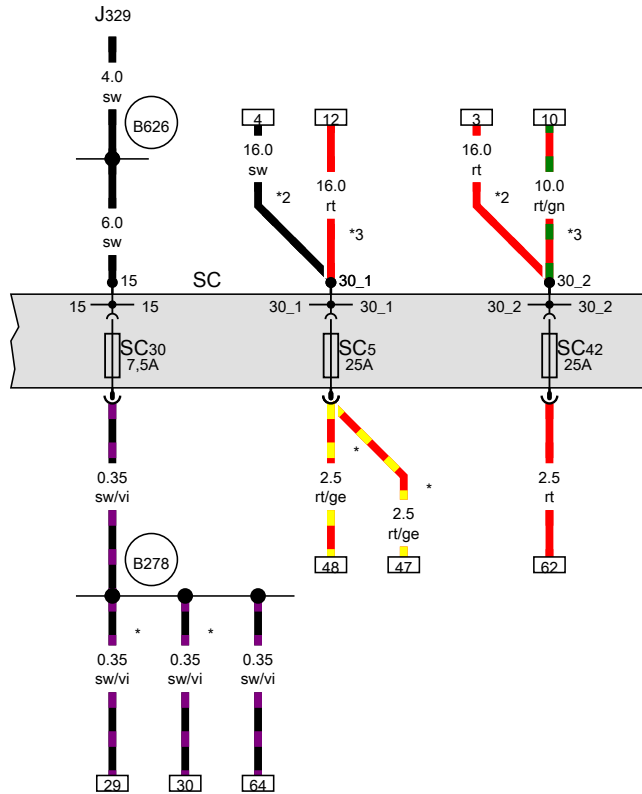 J329
4.0
sw
B626
4
12
3
10
16.0
sw
*2
16.0
rt
*3
16.0
rt
*2
10.0
rt/gn
*3
6.0
sw
15
SC
30_1
30_2
15
15
30_1
30_1
30_2
30_2
SC30
7,5A
SC5
25A
SC42
25A
0.35
sw/vi
2.5
rt/ge
*
*
2.5
rt/ge
2.5
rt
B278
48
47
62
*
*
0.35
sw/vi
0.35
sw/vi
0.35
sw/vi
29
30
64